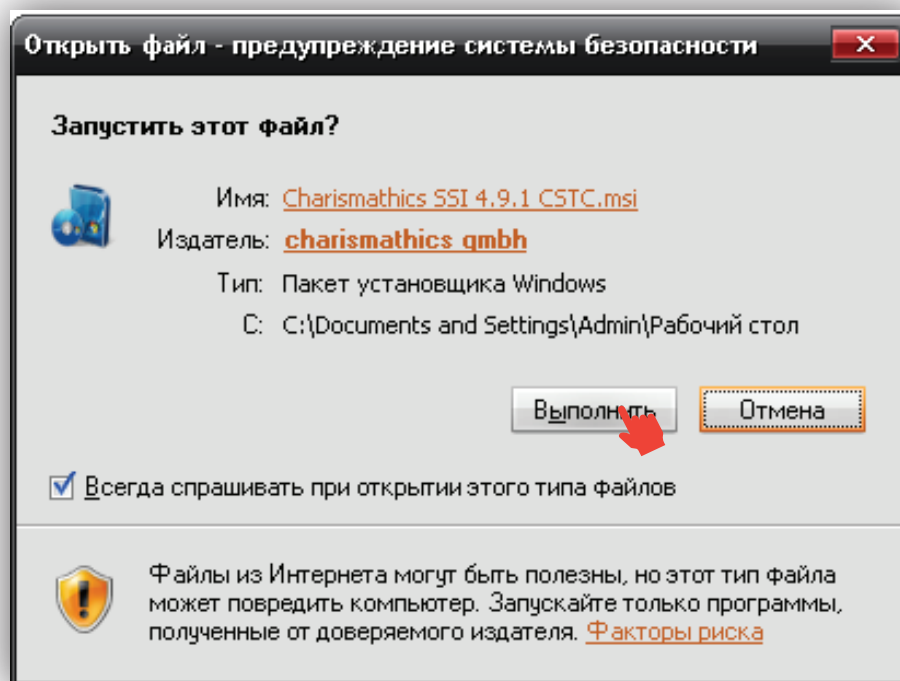 Открыть файл - предупреждение системы безопасности
Запустить этот файл?
Имя: Charismathics SSI 4.9.1 CSTC.msi
Издатель: charismathics gmbh
Тип: Пакет установщика Windows
С: C:\Documents and Settings\Admin\Рабочий стол
Выполнить Отмена
Всегда спрашивать при открытии этого типа файлов
Файлы из Интернета могут быть полезны, но этот тип файла
может повредить компьютер. Запускайте только программы,
полученные от доверяемого издателя. Факторы риска